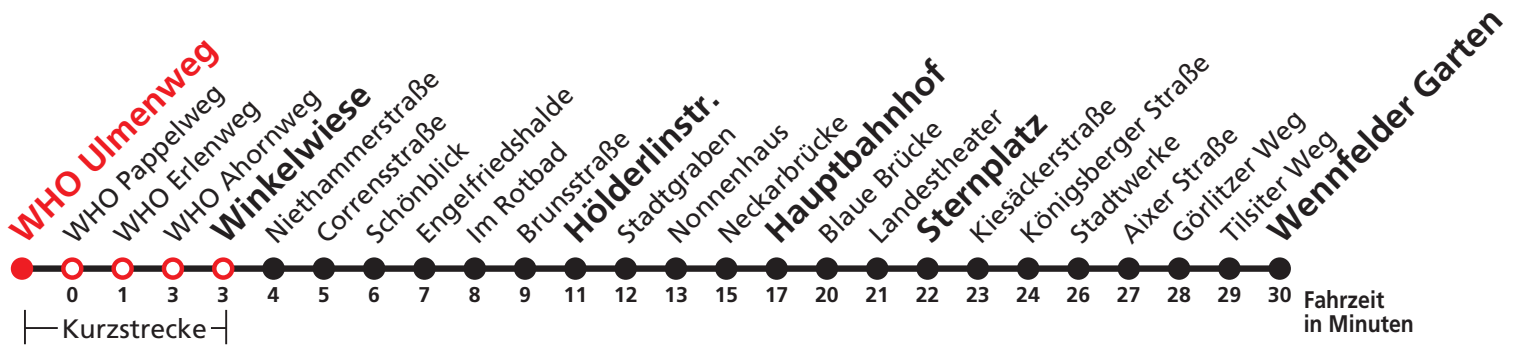 WHO Ulmenweg
WHO Pappelweg
WHO Erlenweg
WHO Ahornweg
Winkelwiese
Niethammerstraße
Corrensstraße
Schönblick
Engelfriedshalde
Im Rotbad
Brunsstraße
Hölderlinstr.
Stadtgraben
Nonnenhaus
Neckarbrücke
Hauptbahnhof
Blaue Brücke
Landestheater
Sternplatz
Kiesäckerstraße
Königsberger Straße
Stadtwerke
Aixer Straße
Görlitzer Weg
Tilsiter Weg
Wennfelder Garten
0 1 3 3 4 5 6 7 8 9 11 12 13 15 17 20 21 22 23 24 26 27 28 29 30
Fahrzeit
in Minuten
Kurzstrecke